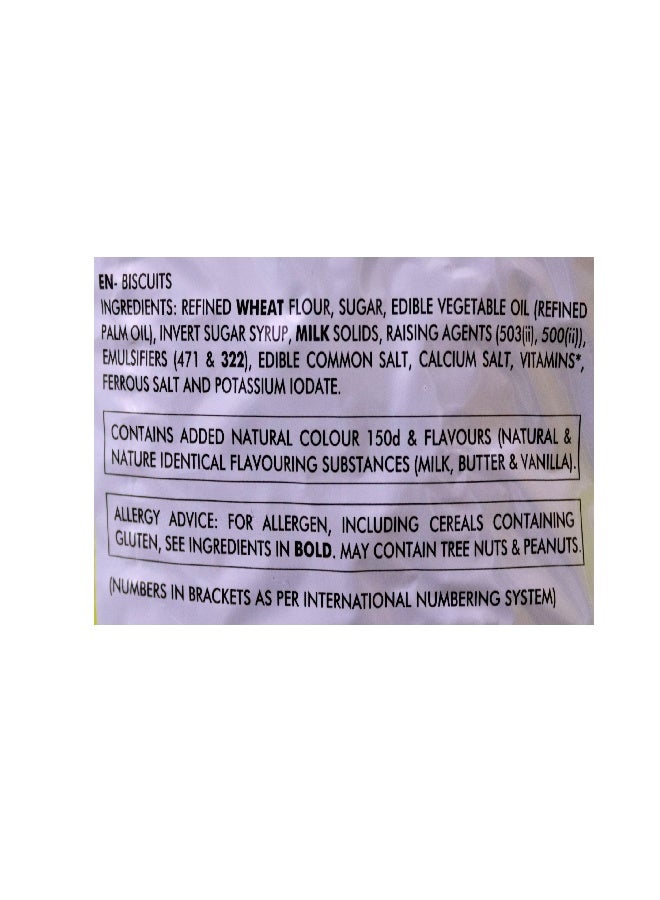 EN- BISCUITS
INGREDIENTS: REFINED WHEAT FLOUR, SUGAR, EDIBLE VEGETABLE OIL (REFINED
PALM OIL), INVERT SUGAR SYRUP, MILK SOLIDS, RAISING AGENTS (503(ii), 500(ii)),
EMULSIFIERS (471 & 322), EDIBLE COMMON SALT, CALCIUM SALT, VITAMINS*,
FERROUS SALT AND POTASSIUM IODATE.
CONTAINS ADDED NATURAL COLOUR 150d & FLAVOURS (NATURAL &
NATURE IDENTICAL FLAVOURING SUBSTANCES (MILK, BUTTER & VANILLA).
ALLERGY ADVICE: FOR ALLERGEN, INCLUDING CEREALS CONTAINING
GLUTEN, SEE INGREDIENTS IN BOLD. MAY CONTAIN TREE NUTS & PEANUTS.
(NUMBERS IN BRACKETS AS PER INTERNATIONAL NUMBERING SYSTEM)